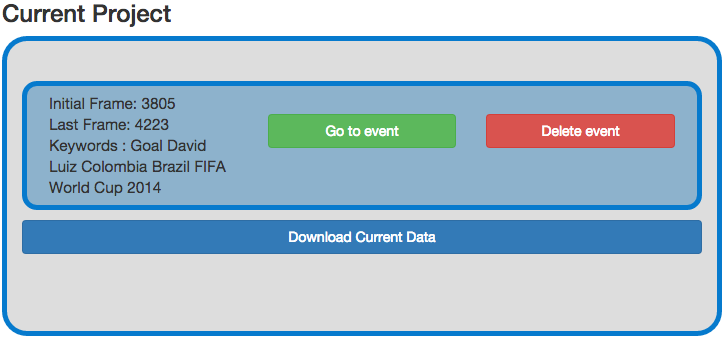 Current Project
Initial Frame: 3805
Last Frame: 4223
Keywords : Goal David
Luiz Colombia Brazil FIFA
World Cup 2014
Go to event
Delete event
Download Current Data